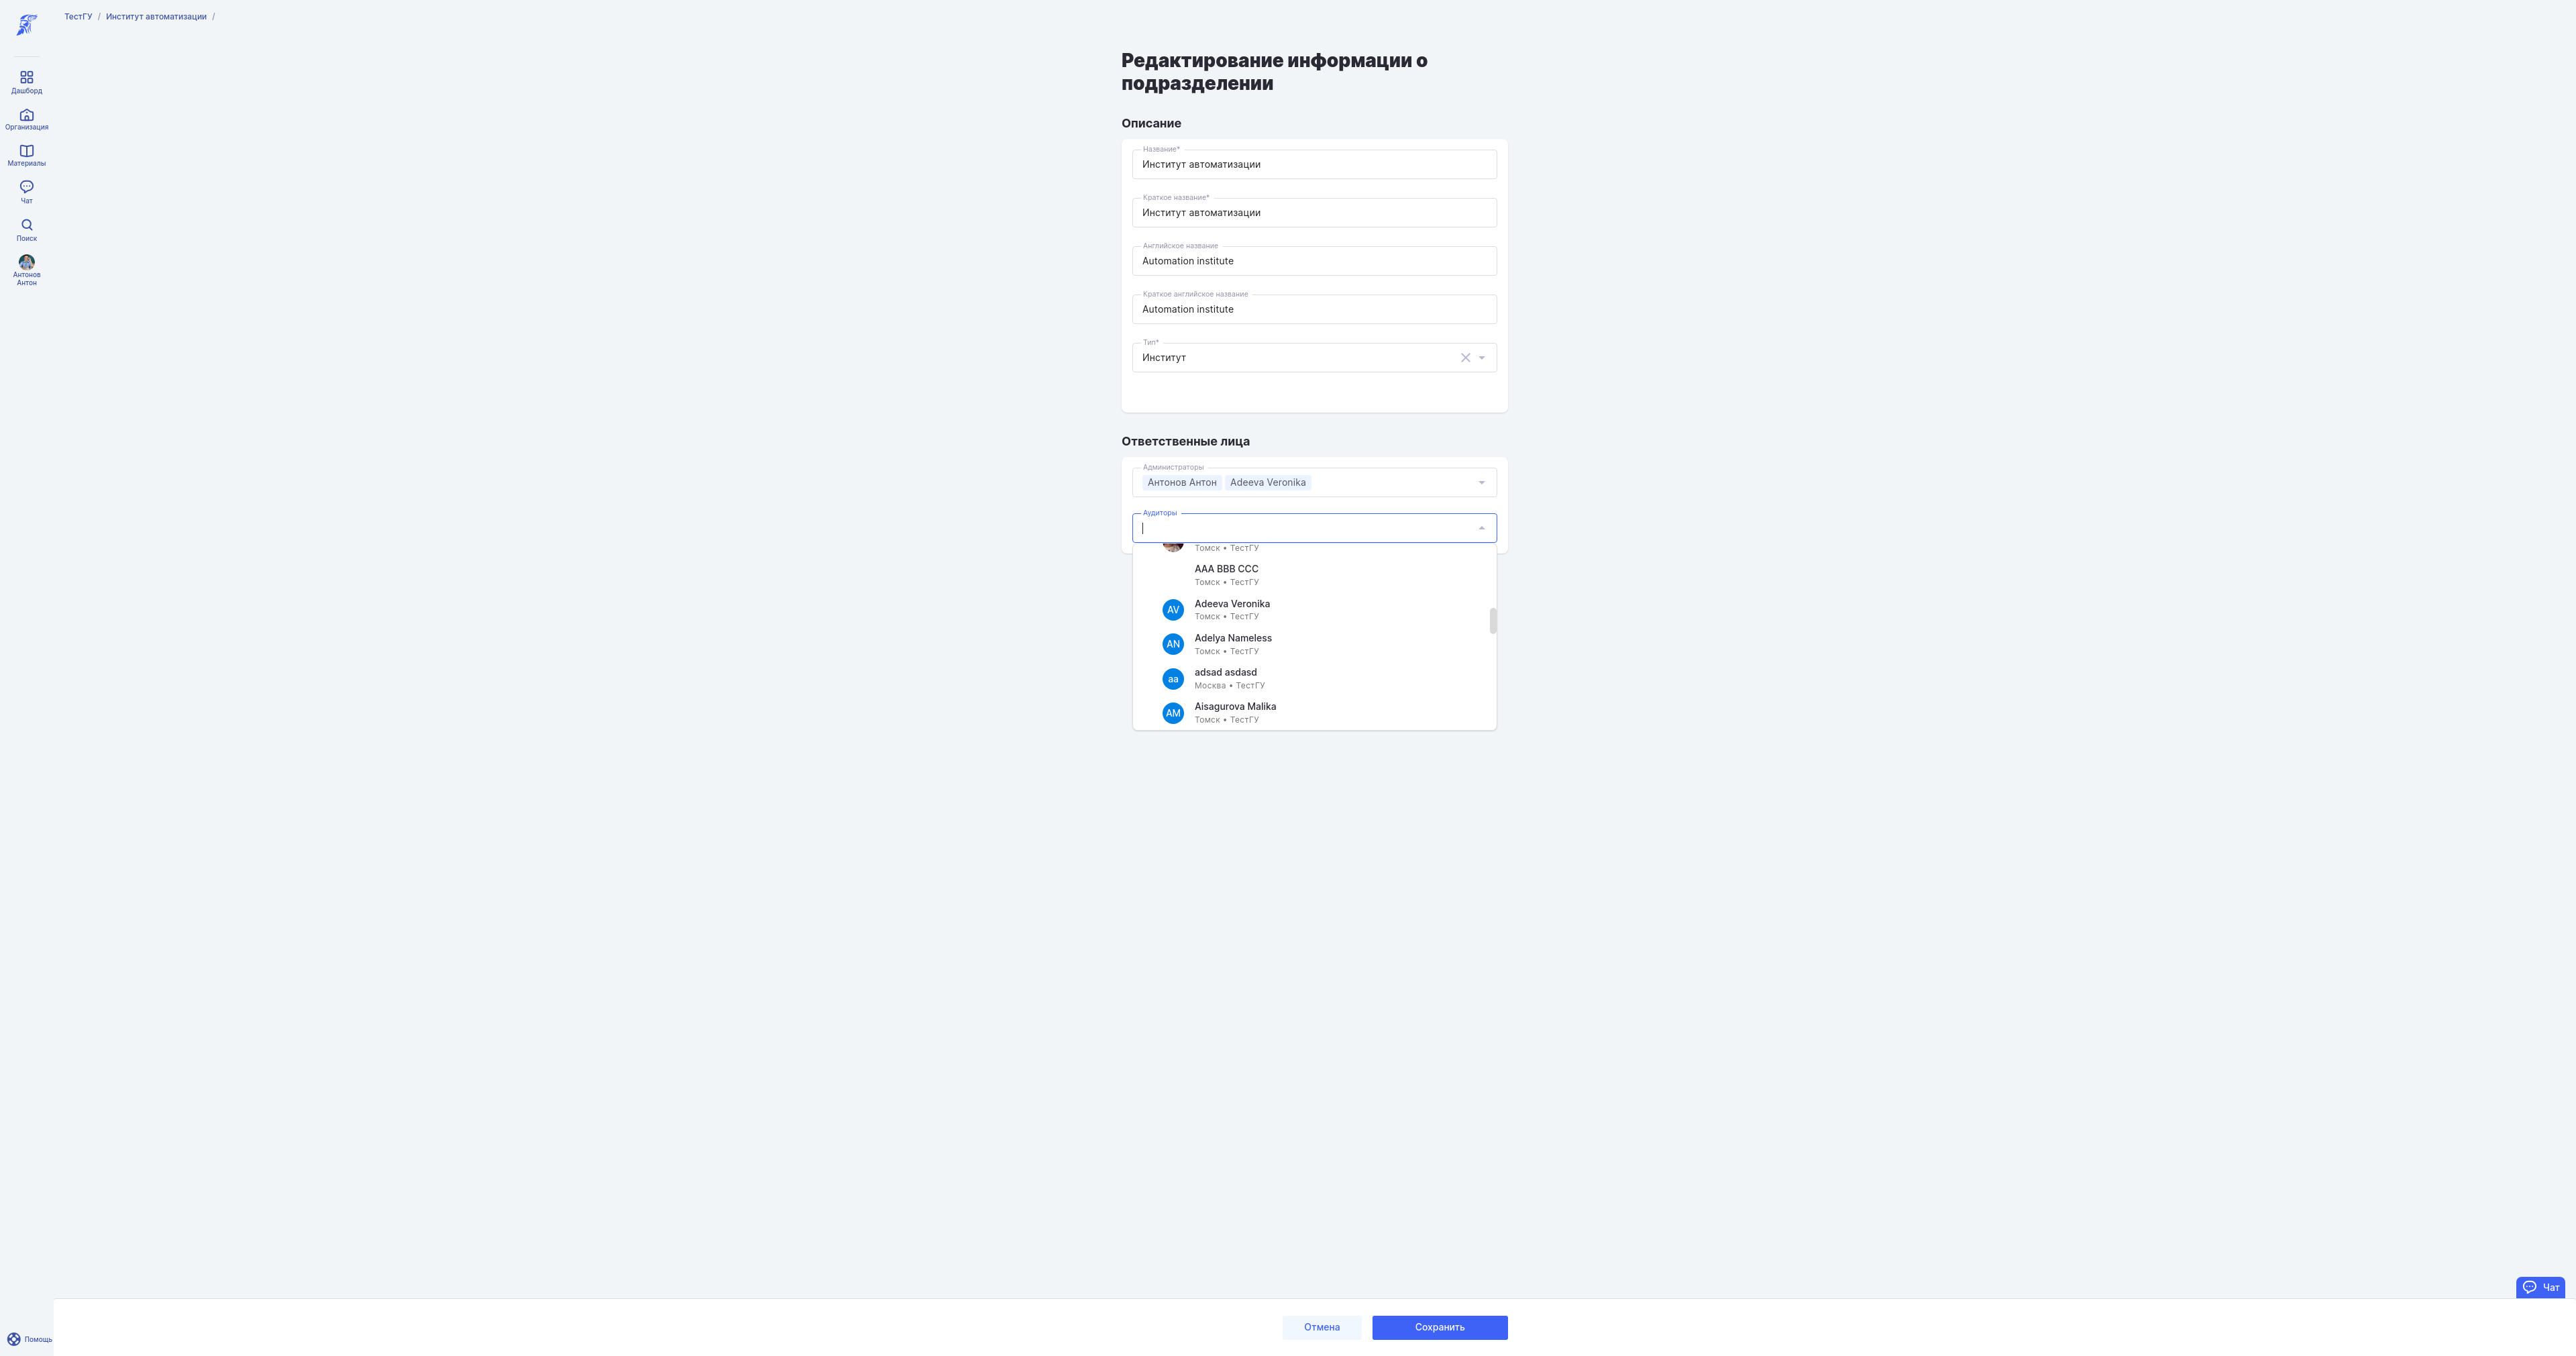 ТестГУ / Институт автоматизации /
Дашборд
Организация
Материалы
Чат
Поиск
Антонов
Антон
Редактирование информации о
подразделении
Описание
Название*
Институт автоматизации
Краткое название*
Институт автоматизации
Английское название
Automation institute
Краткое английское название
Automation institute
Тип*
Институт
Ответственные лица
Администраторы
Антонов Антон Adeeva Veronika
Аудиторы
Томск • ТестГУ
AAA BBB CCC
Томск • ТестГУ
AV
Adeeva Veronika
Томск • ТестГУ
AN
Adelya Nameless
Томск • ТестГУ
aa
adsad asdasd
Москва • ТестГУ
AM
Aisagurova Malika
Томск • ТестГУ
Чат
Отмена
Сохранить
Помощь